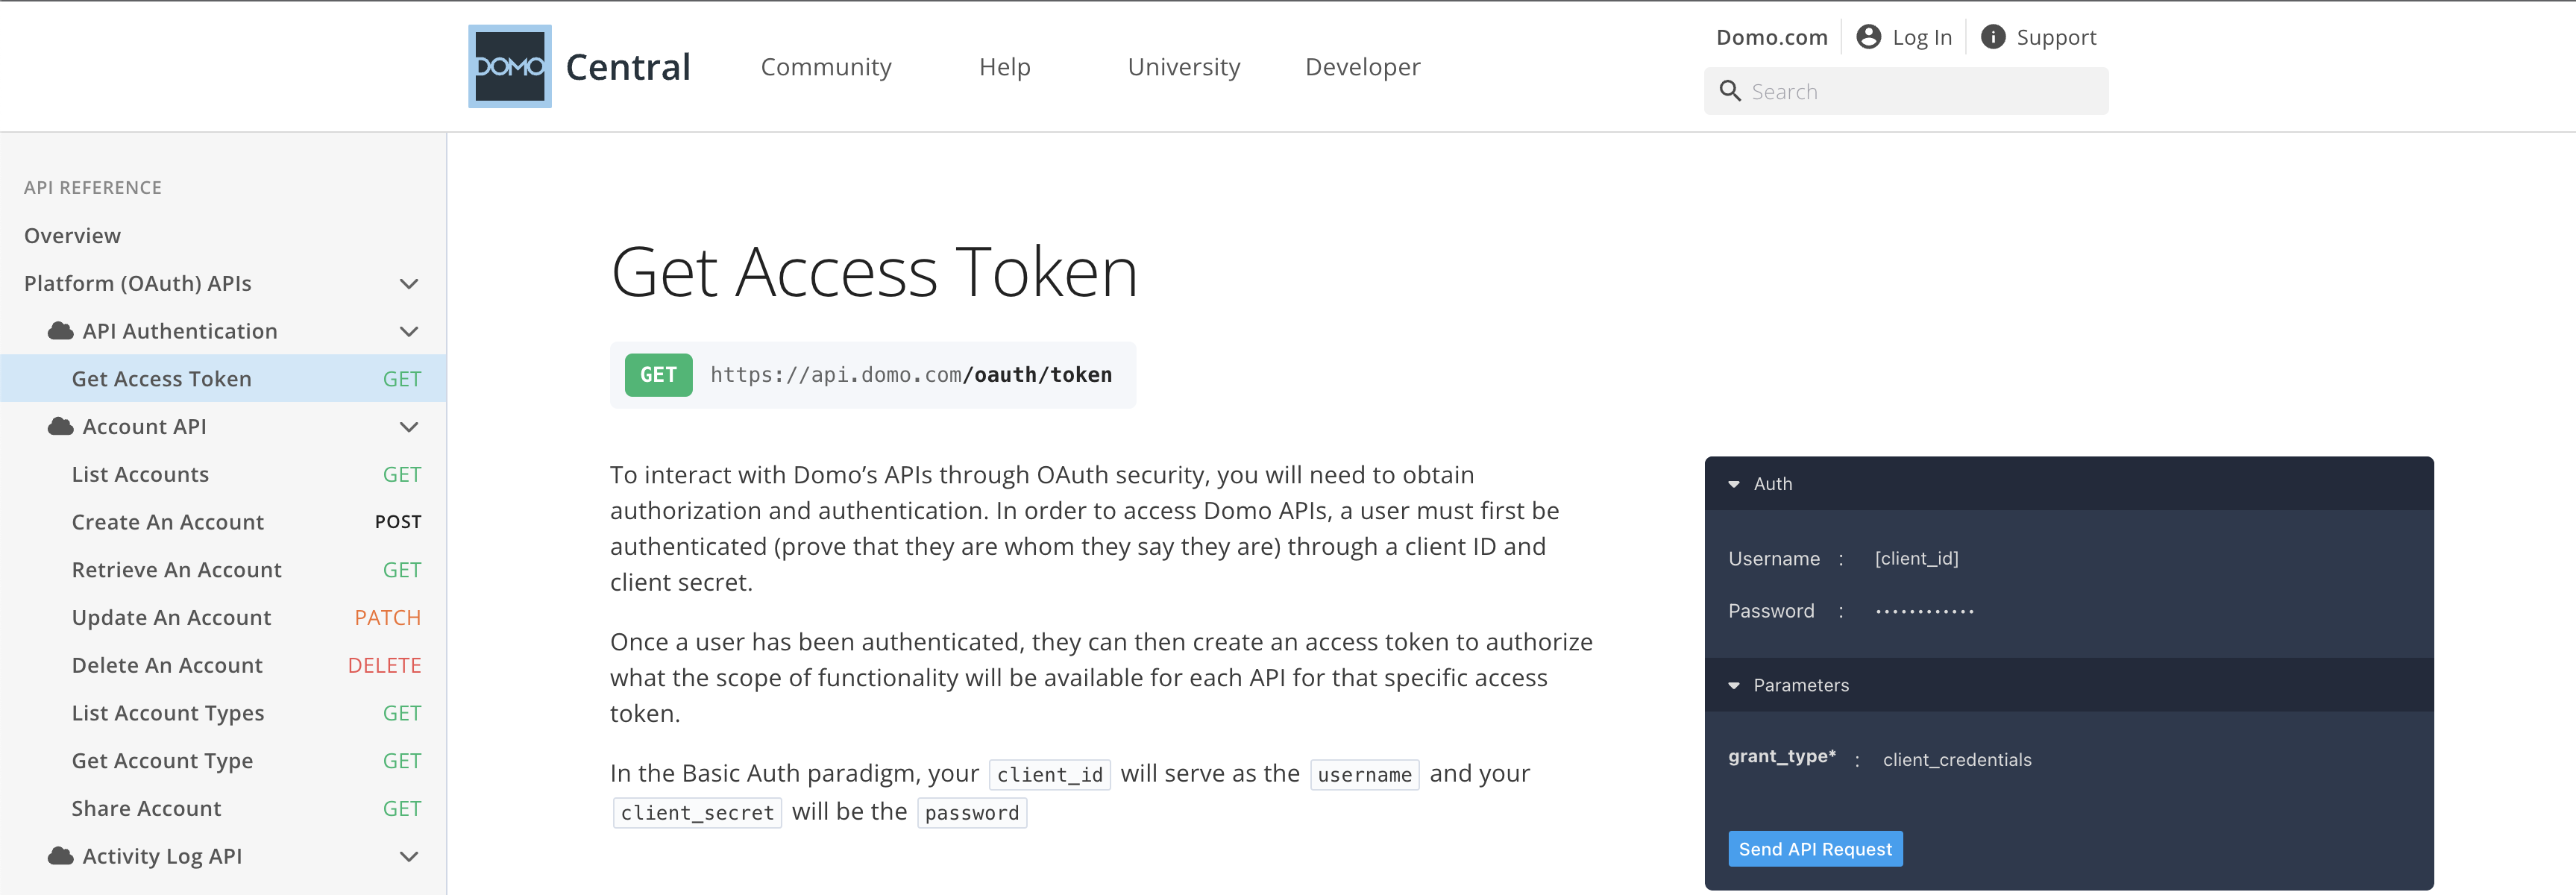 DOMO Central Community Help University Developer
Domo.com Log In Support
Search
API REFERENCE
Overview
Platform (OAuth) APIs
API Authentication
Get Access Token GET
Account API
List Accounts GET
Create An Account POST
Retrieve An Account GET
Update An Account PATCH
Delete An Account DELETE
List Account Types GET
Get Account Type GET
Share Account GET
Activity Log API
Get Access Token
GET https://api.domo.com/oauth/token
To interact with Domo’s APIs through OAuth security, you will need to obtain
authorization and authentication. In order to access Domo APIs, a user must first be
authenticated (prove that they are whom they say they are) through a client ID and
client secret.
Once a user has been authenticated, they can then create an access token to authorize
what the scope of functionality will be available for each API for that specific access
token.
In the Basic Auth paradigm, your client_id will serve as the username and your
client_secret will be the password
Auth
Username : [client_id]
Password : ············
Parameters
grant_type* : client_credentials
Send API Request